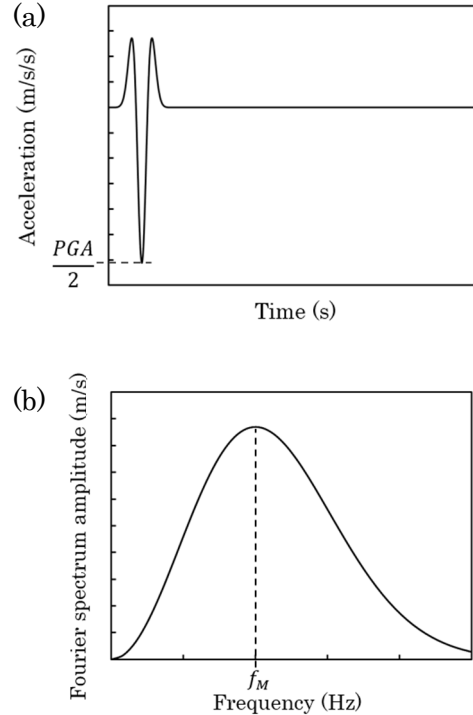 (a)
Acceleration (m/s/s)
PGA
2
Time (s)
(b)
Fourier spectrum amplitude (m/s)
f_M
Frequency (Hz)